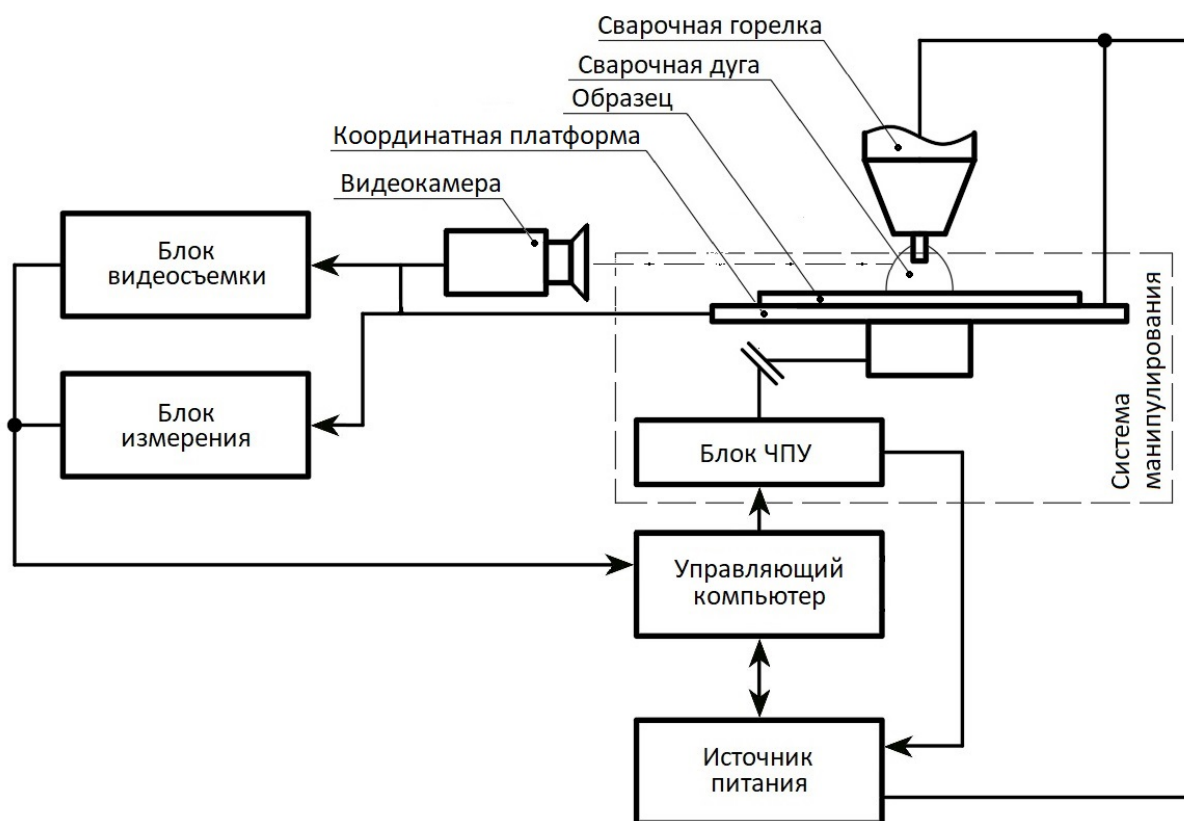 Сварочная горелка
Сварочная дуга
Образец
Координатная платформа
Видеокамера
Блок
видеосъемки
Блок
измерения
Система
манипулирования
Блок ЧПУ
Управляющий
компьютер
Источник
питания